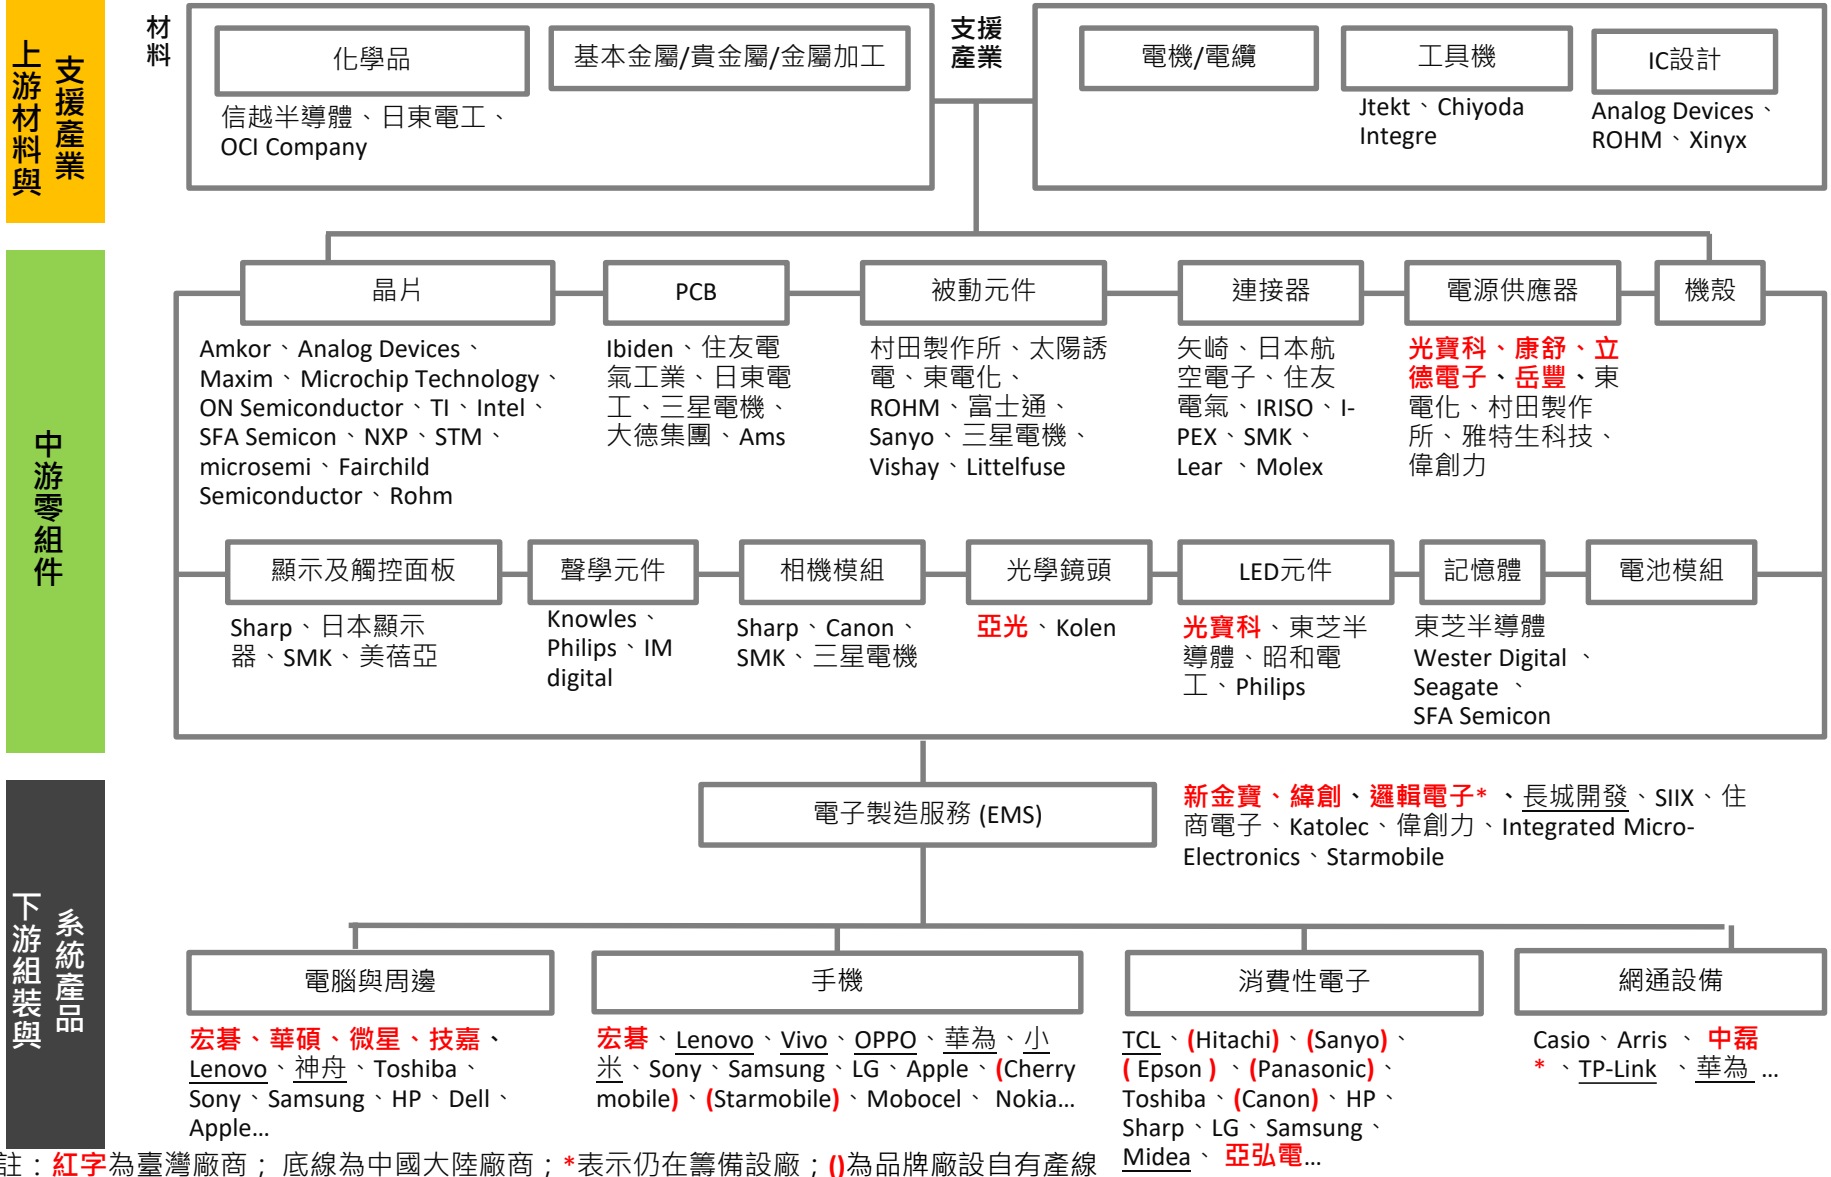 上游材料與
支援產業
材料
化學品
基本金屬/貴金屬/金屬加工
信越半導體、日東電工、
OCI Company
支援
產業
電機/電纜
工具機
IC設計
Jtekt、Chiyoda
Integre
Analog Devices、
ROHM、Xinyx
中游零組件
晶片
PCB
被動元件
連接器
電源供應器
機殼
Amkor、Analog Devices、
Maxim、Microchip Technology、
ON Semiconductor、TI、Intel、
SFA Semicon、NXP、STM、
microsemi、Fairchild
Semiconductor、Rohm
Ibiden、住友電
氣工業、日東電
工、三星電機、
大德集團、Ams
村田製作所、太陽誘
電、東電化、
ROHM、富士通、
Sanyo、三星電機、
Vishay、Littelfuse
矢崎、日本航
空電子、住友
電氣、IRISO、I-
PEX、SMK、
Lear 、Molex
光寶科、康舒、立
德電子、岳豐、東
電化、村田製作
所、雅特生科技、
偉創力
顯示及觸控面板
聲學元件
相機模組
光學鏡頭
LED元件
記憶體
電池模組
Sharp、日本顯示
器、SMK、美蓓亞
Knowles、
Philips、IM
digital
Sharp、Canon、
SMK、三星電機
亞光、Kolen
光寶科、東芝半
導體、昭和電
工、Philips
東芝半導體
Wester Digital 、
Seagate 、
SFA Semicon
下游組裝與
系統產品
電子製造服務 (EMS)
新金寶、緯創、邏輯電子* 、長城開發、SIIX、住
商電子、Katolec、偉創力、Integrated Micro-
Electronics、Starmobile
電腦與周邊
手機
消費性電子
網通設備
宏碁、華碩、微星、技嘉、
Lenovo、神舟、Toshiba、
Sony、Samsung、HP、Dell、
Apple…
宏碁、Lenovo、Vivo、OPPO、華為、小
米、Sony、Samsung、LG、Apple、(Cherry
mobile)、(Starmobile)、Mobocel、 Nokia…
TCL、(Hitachi)、(Sanyo)、
( Epson ) 、(Panasonic)、
Toshiba、(Canon)、HP、
Sharp、LG、Samsung、
Midea、 亞弘電…
Casio、Arris 、 中磊
* 、TP-Link 、華為 …
註：紅字為臺灣廠商； 底線為中國大陸廠商；*表示仍在籌備設廠；()為品牌廠設自有產線